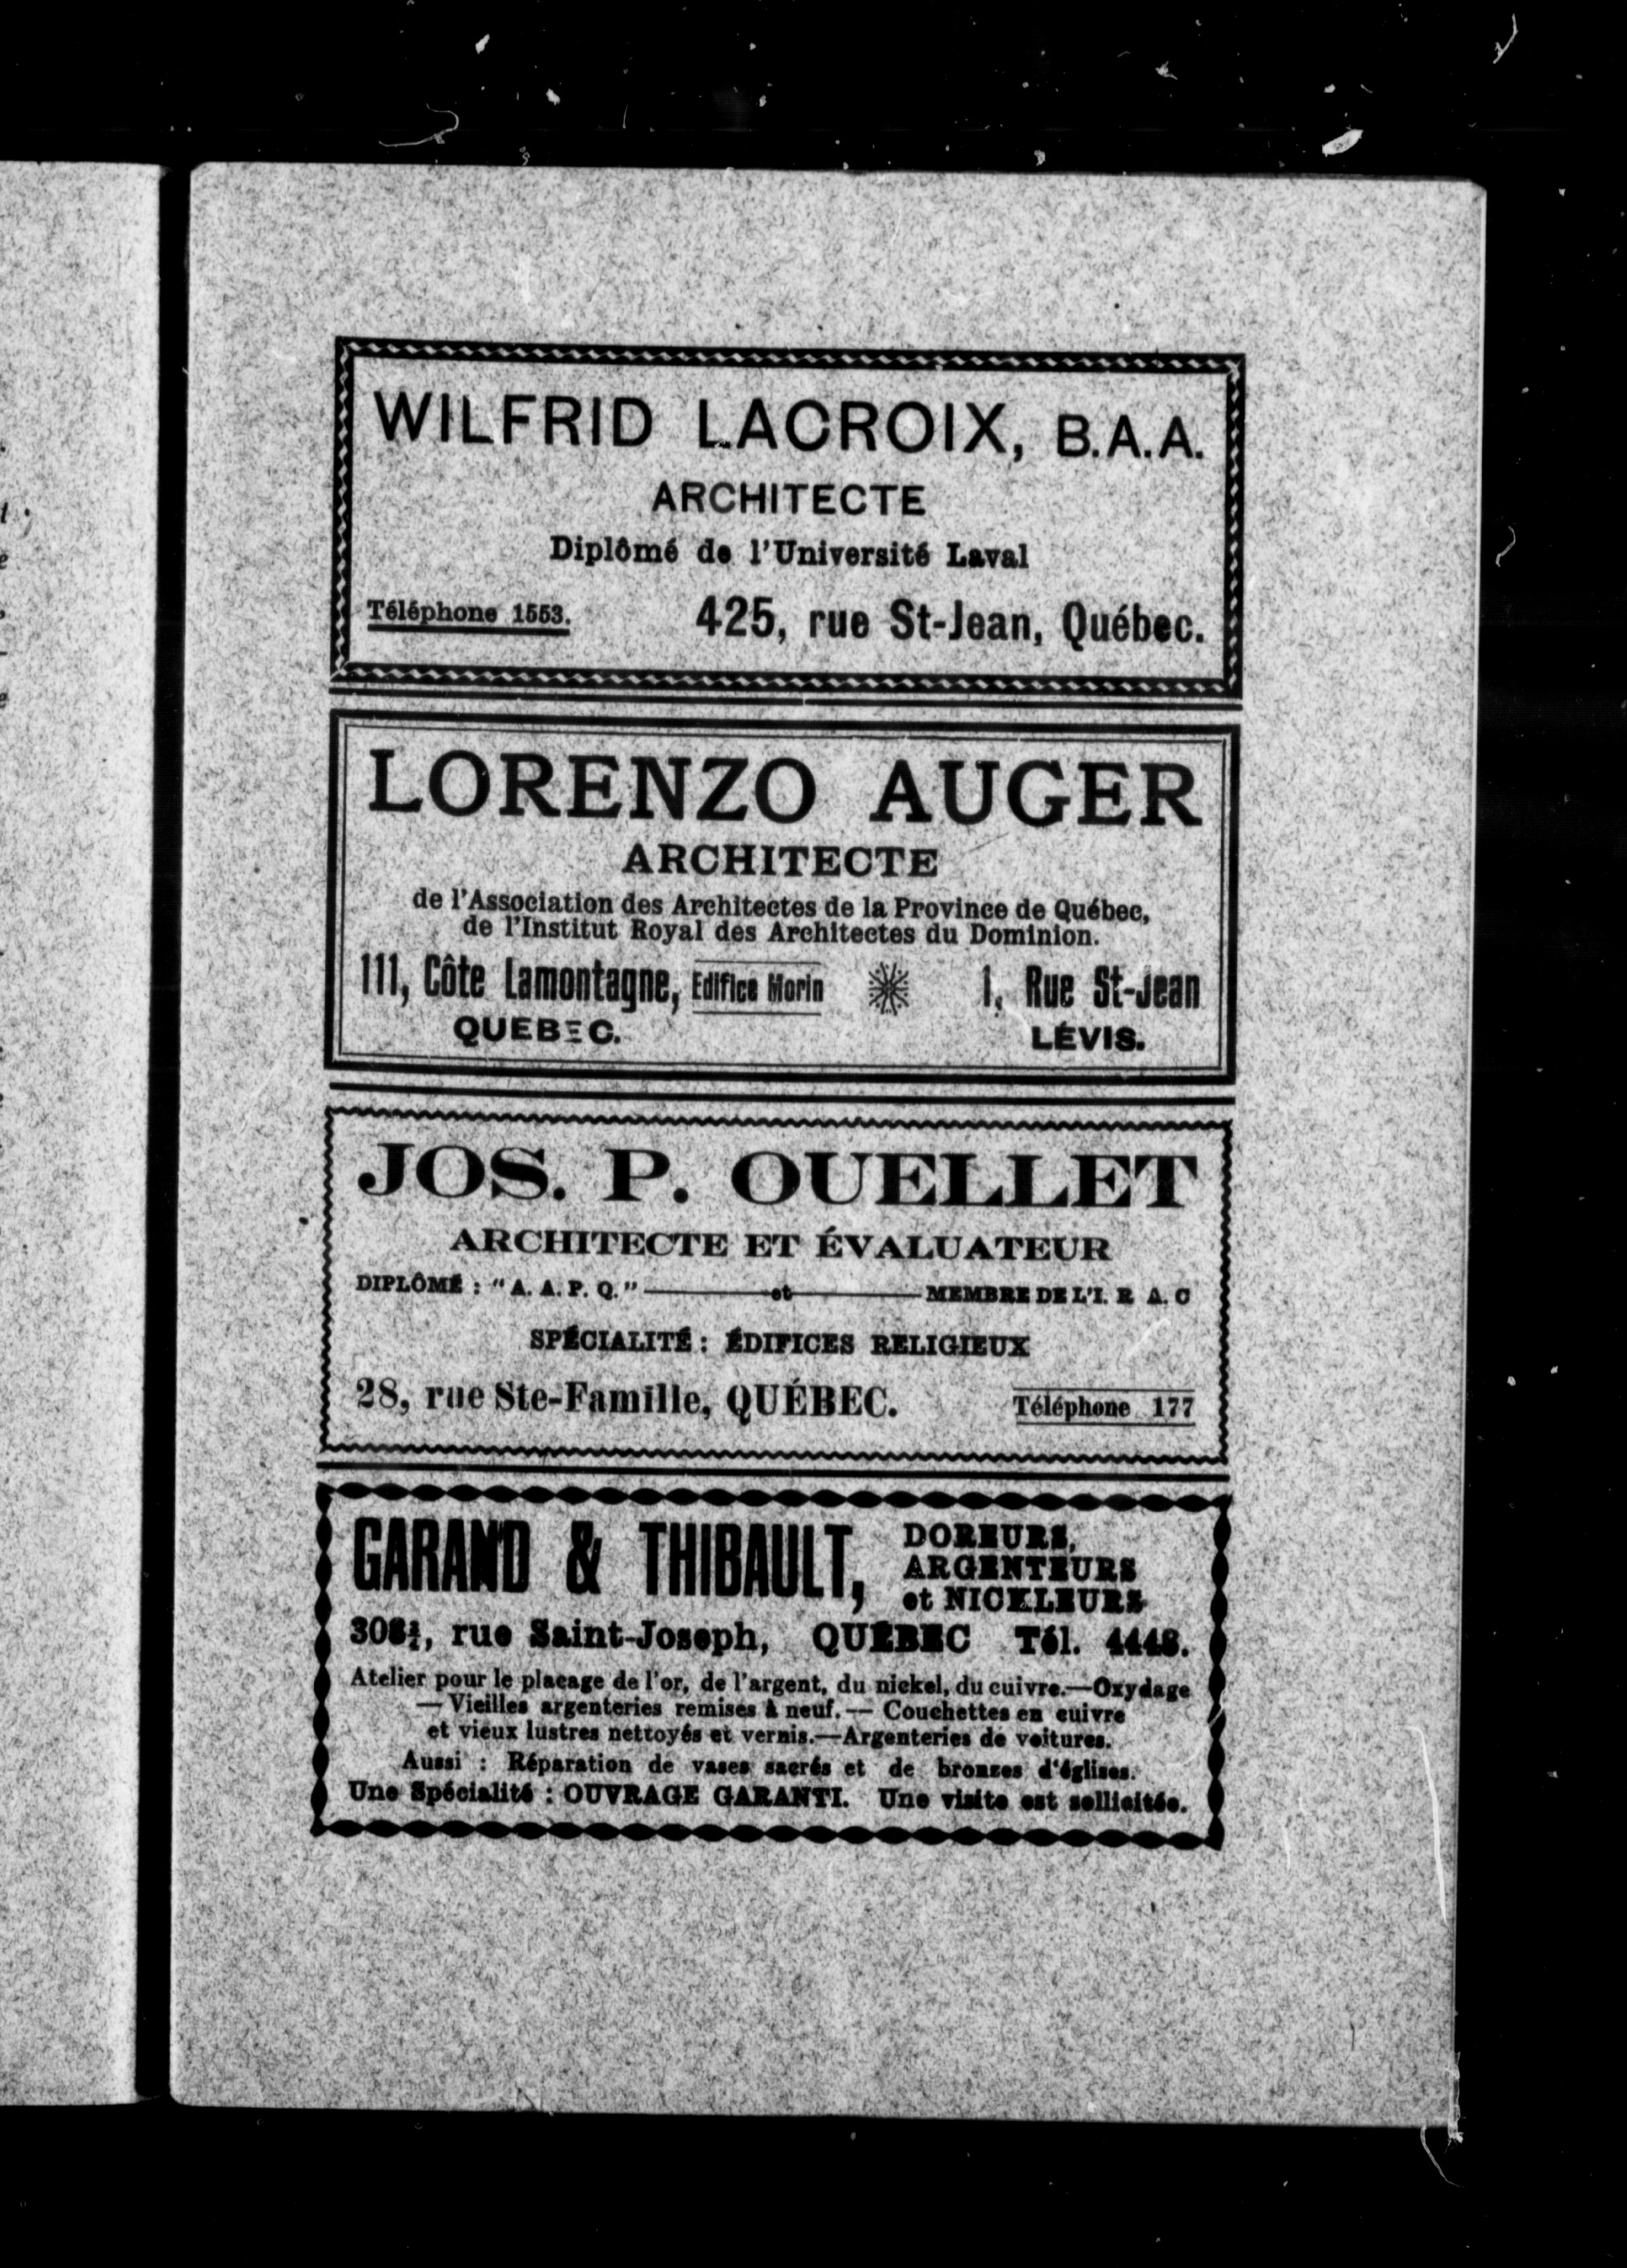 WILFRID LACROIX, B.A.A.
ARCHITECTE
Diplômé de l'Université Laval
Téléphone 1553. 425, rue St-Jean, Québec.
LORENZO AUGER
ARCHITECTE
de l'Association des Architectes de la Province de Québec,
de l'Institut Royal des Architectes du Dominion.
111, Côte Lamontagne, Edifice Morin 1, Rue St-Jean
QUEBEC. LÉVIS.
JOS. P. OUELLET
ARCHITECTE ET ÉVALUATEUR
DIPLÔMÉ : "A. A. P. Q." — et — MEMBRE DE L'I. R A. C
SPÉCIALITÉ : ÉDIFICES RELIGIEUX
28, rue Ste-Famille, QUÉBEC. Téléphone 177
GARAND & THIBAULT, DOREURS,
ARGENTEURS
et NICKELEURS
rue Saint-Joseph, QUÉBEC Tél. 4448.
Atelier pour le placage de l'or, de l'argent, du nickel, du cuivre.—Oxydage
— Vieilles argenteries remises à neuf. — Couchettes en cuivre
et vieux lustres nettoyés et vernis.—Argenteries de voitures.
Aussi : Réparation de vases sacrés et de bronzes d'églises.
Une Spécialité : OUVRAGE GARANTI. Une visite est sollicitée.